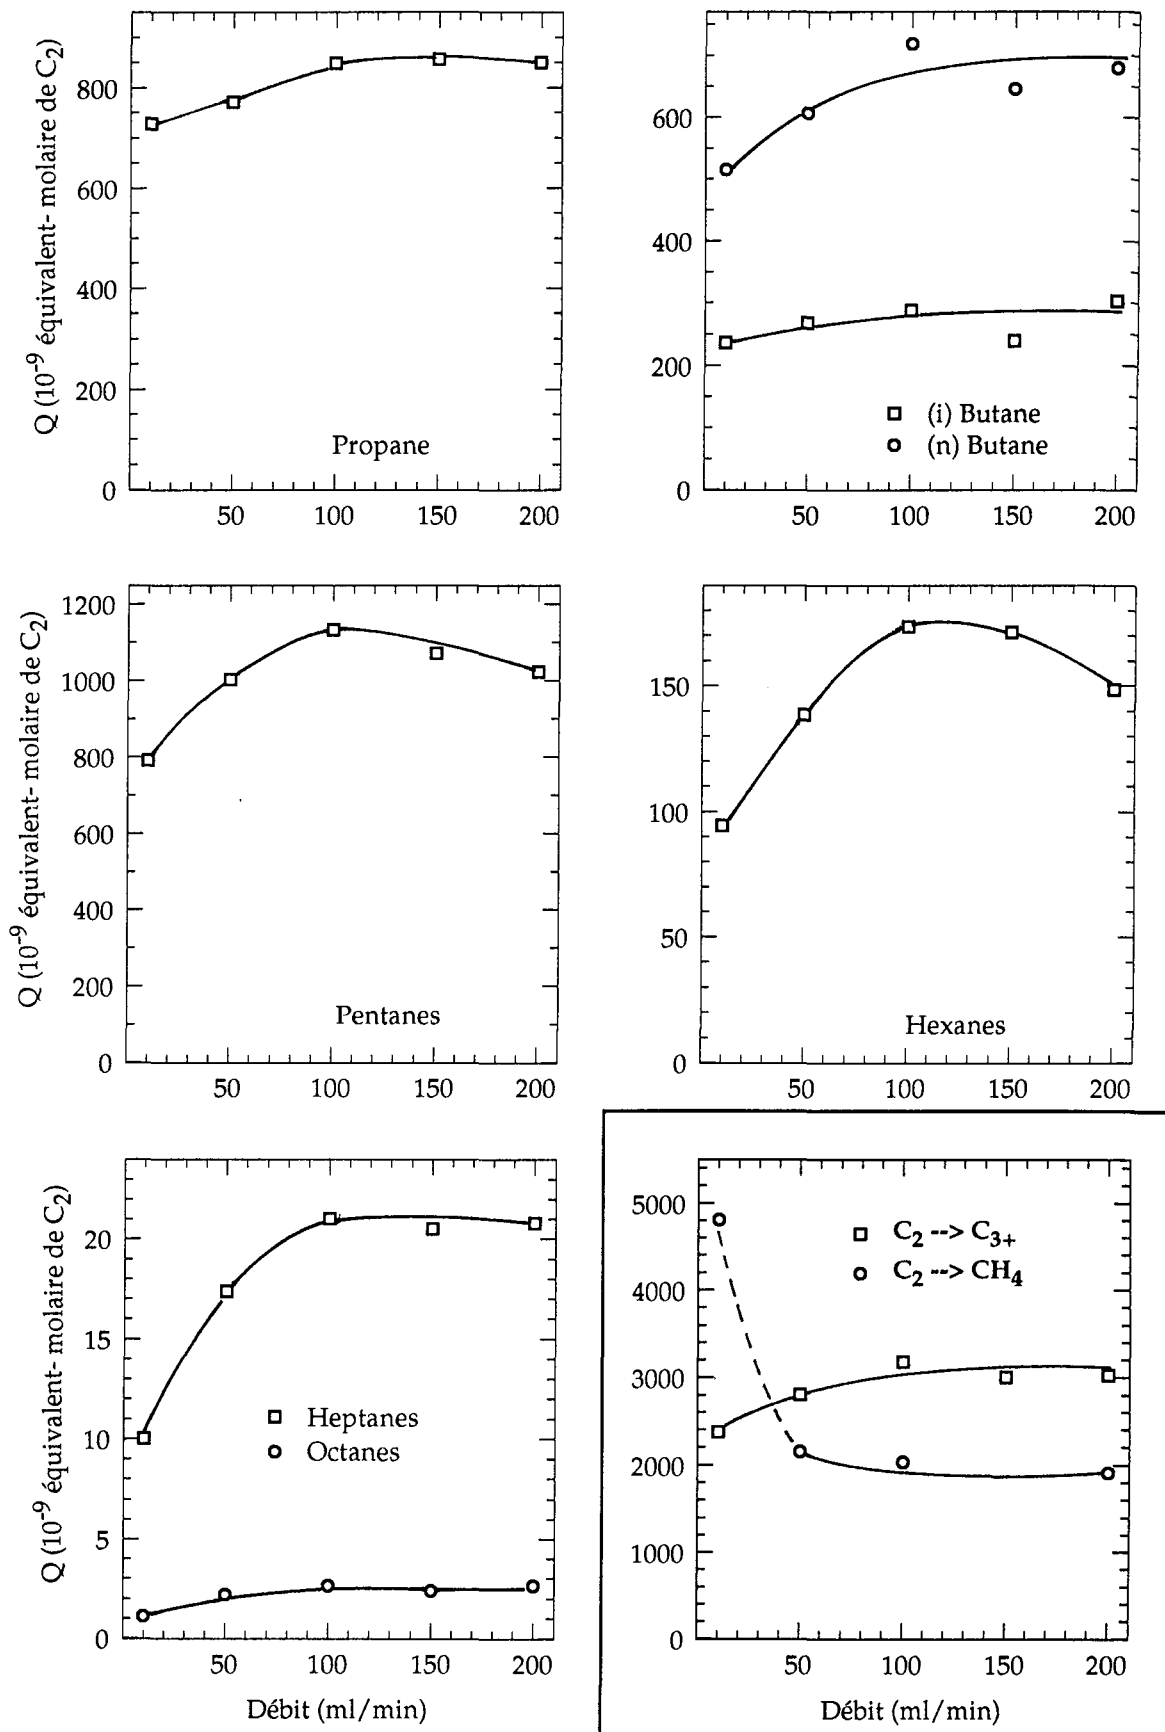 Q (10⁻⁹ équivalent- molaire de C₂)
800
600
400
200
0
50 100 150 200
Propane
600
400
200
0
50 100 150 200
(i) Butane
(n) Butane
Q (10⁻⁹ équivalent- molaire de C₂)
1200
1000
800
600
400
200
0
50 100 150 200
Pentanes
150
100
50
0
50 100 150 200
Hexanes
Q (10⁻⁹ équivalent- molaire de C₂)
20
15
10
5
0
50 100 150 200
Heptanes
Octanes
Débit (ml/min)
5000
4000
3000
2000
1000
0
50 100 150 200
C₂ --> C₃₊
C₂ --> CH₄
Débit (ml/min)